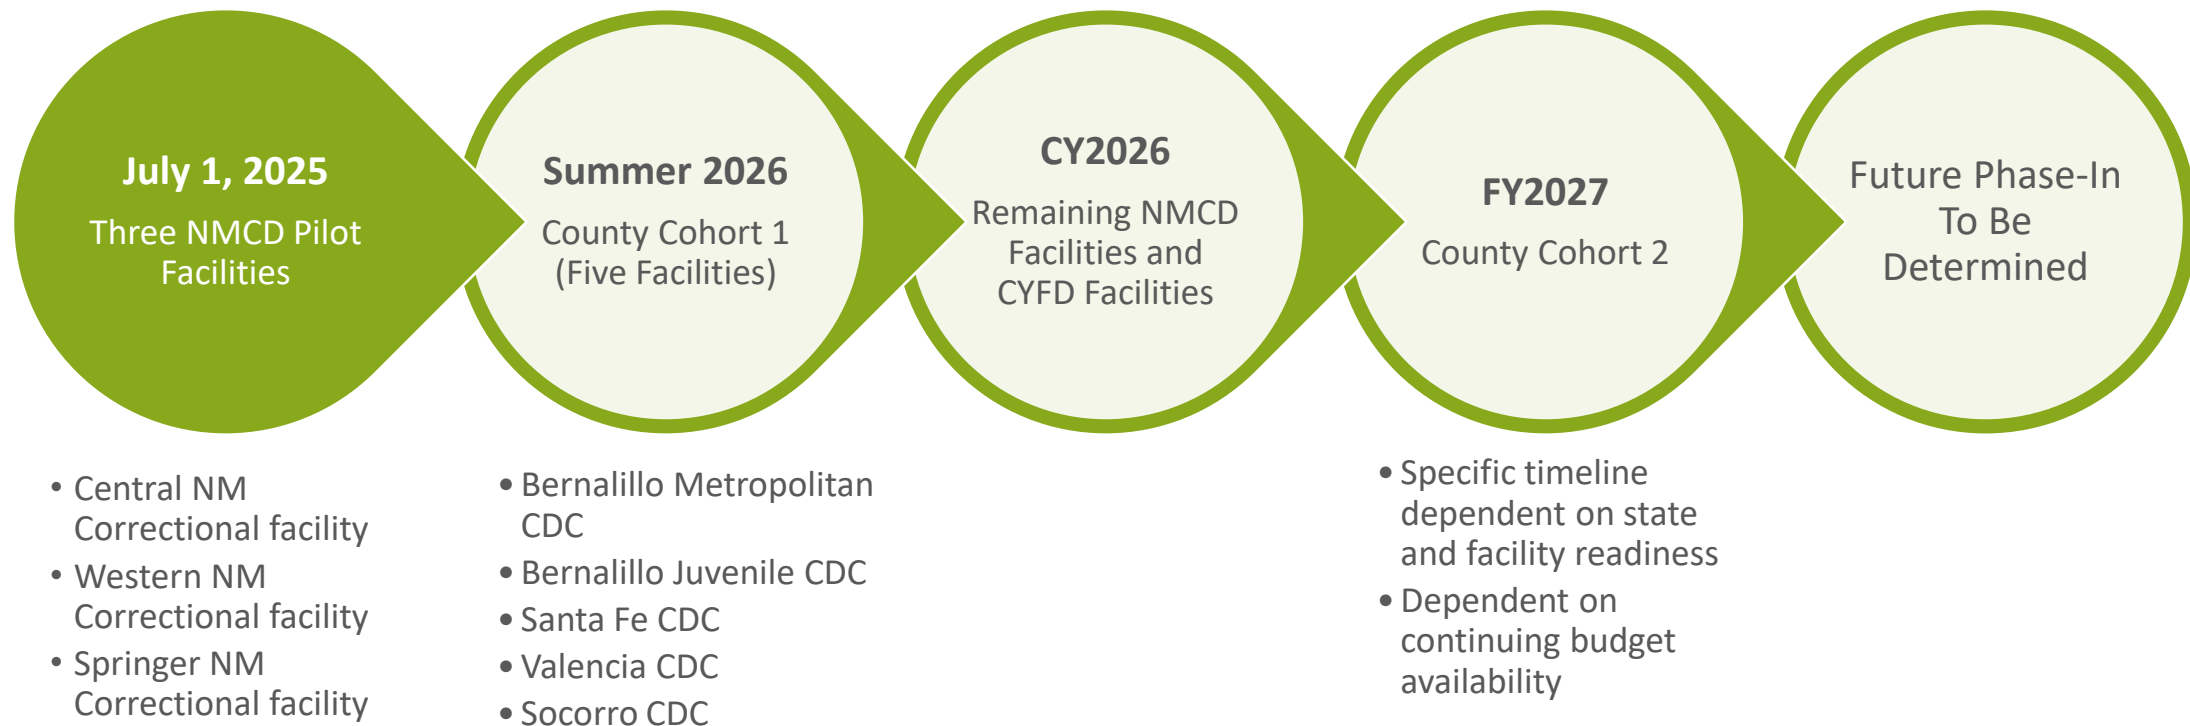 July 1, 2025
Three NMCD Pilot
Facilities
Summer 2026
County Cohort 1
(Five Facilities)
CY2026
Remaining NMCD
Facilities and
CYFD Facilities
FY2027
County Cohort 2
Future Phase-In
To Be
Determined
• Central NM
Correctional facility
• Western NM
Correctional facility
• Springer NM
Correctional facility
• Bernalillo Metropolitan
CDC
• Bernalillo Juvenile CDC
• Santa Fe CDC
• Valencia CDC
• Socorro CDC
• Specific timeline
dependent on state
and facility readiness
• Dependent on
continuing budget
availability